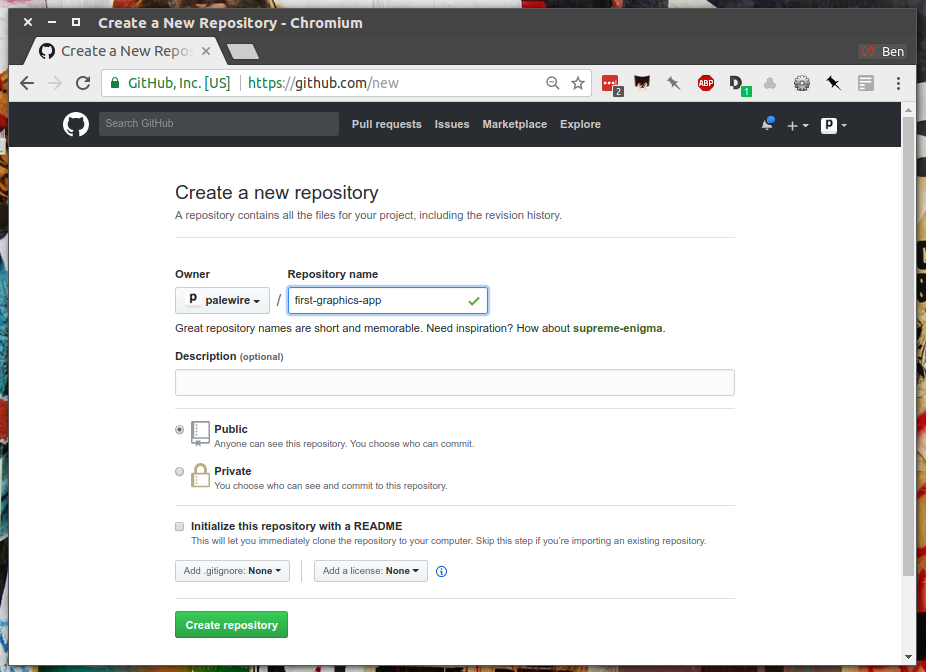 Create a New Repository - Chromium
Create a New Repos
Ben
GitHub, Inc. [US] https://github.com/new
2 ABP D 1
Search GitHub Pull requests Issues Marketplace Explore
Create a new repository
A repository contains all the files for your project, including the revision history.
Owner Repository name
palewire / first-graphics-app
Great repository names are short and memorable. Need inspiration? How about supreme-enigma.
Description (optional)
Public
Anyone can see this repository. You choose who can commit.
Private
You choose who can see and commit to this repository.
Initialize this repository with a README
This will let you immediately clone the repository to your computer. Skip this step if you're importing an existing repository.
Add .gitignore: None Add a license: None
Create repository